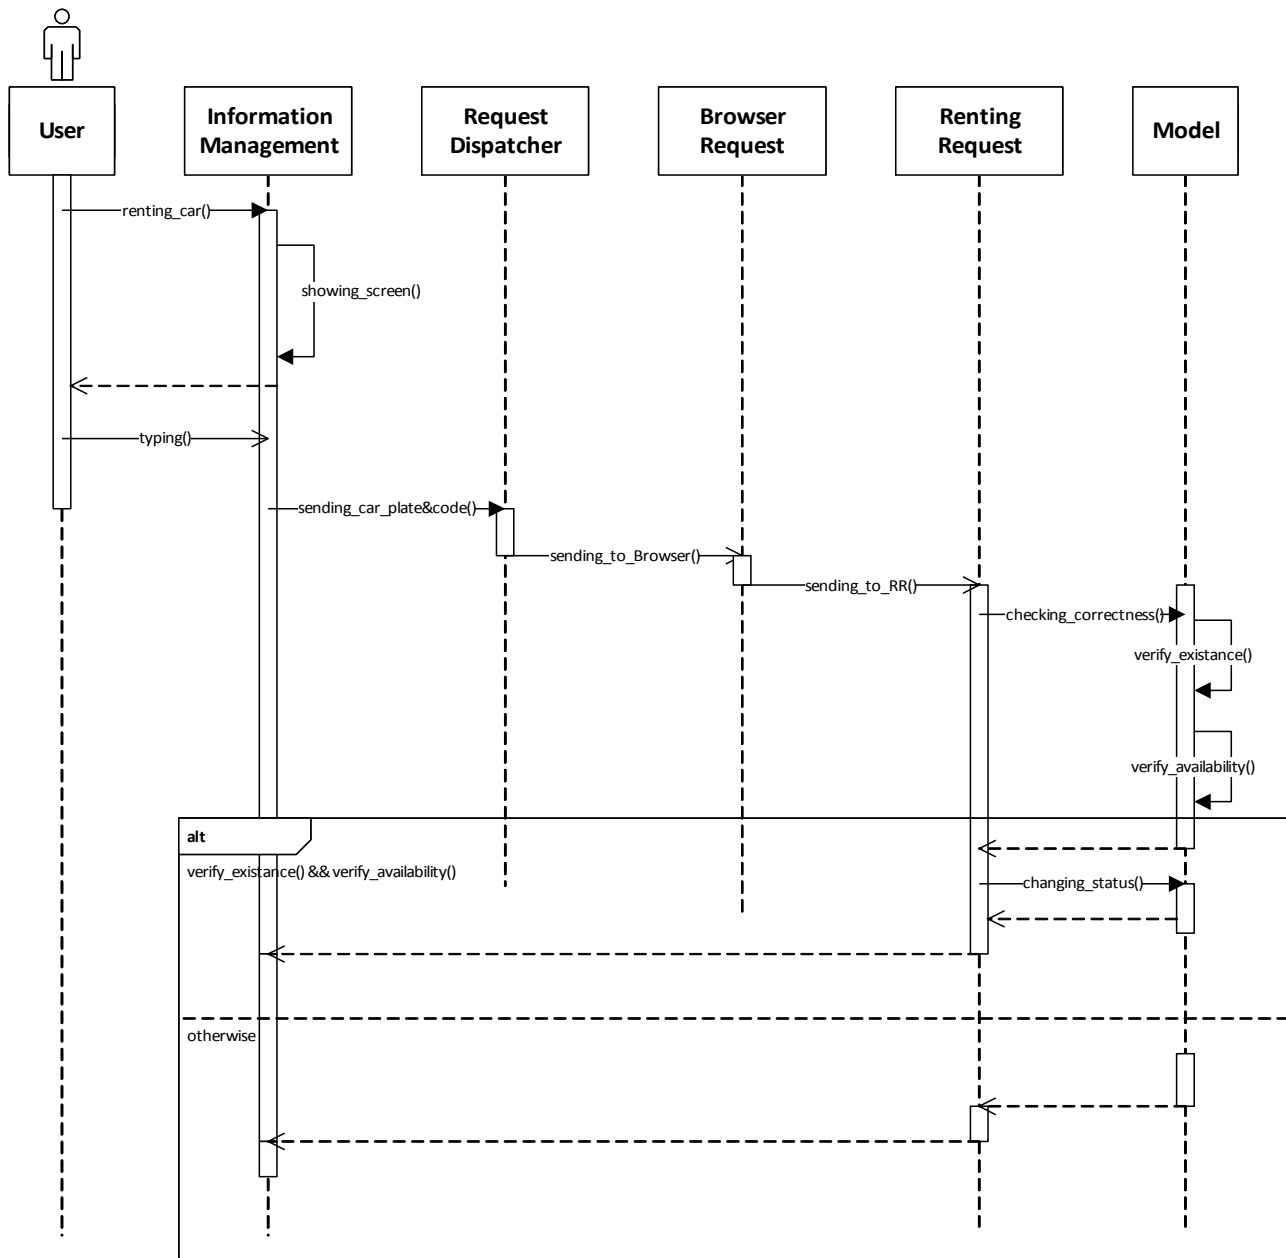 User
Information
Management
Request
Dispatcher
Browser
Request
Renting
Request
Model
renting_car()
showing_screen()
typing()
sending_car_plate&code()
sending_to_Browser()
sending_to_RR()
checking_correctness()
verify_existance()
verify_availability()
alt
verify_existance() && verify_availability()
changing_status()
otherwise